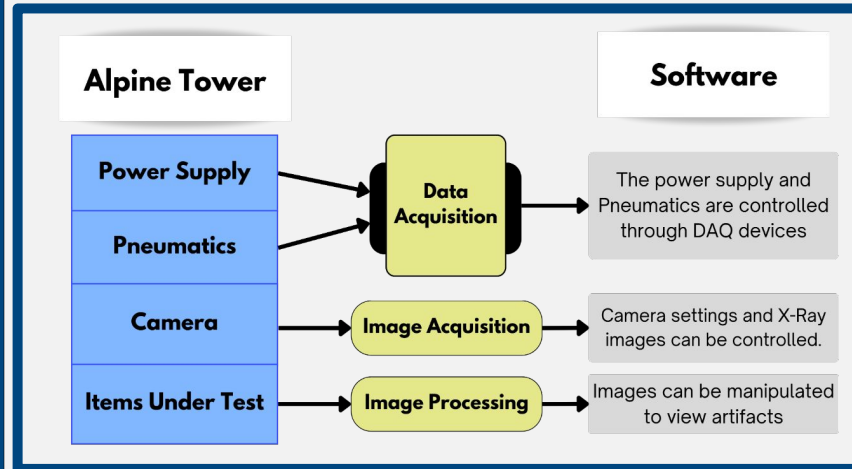 Alpine Tower
Software
Power Supply
Pneumatics
Camera
Items Under Test
Data
Acquisition
Image Acquisition
Image Processing
The power supply and
Pneumatics are controlled
through DAQ devices
Camera settings and X-Ray
images can be controlled.
Images can be manipulated
to view artifacts